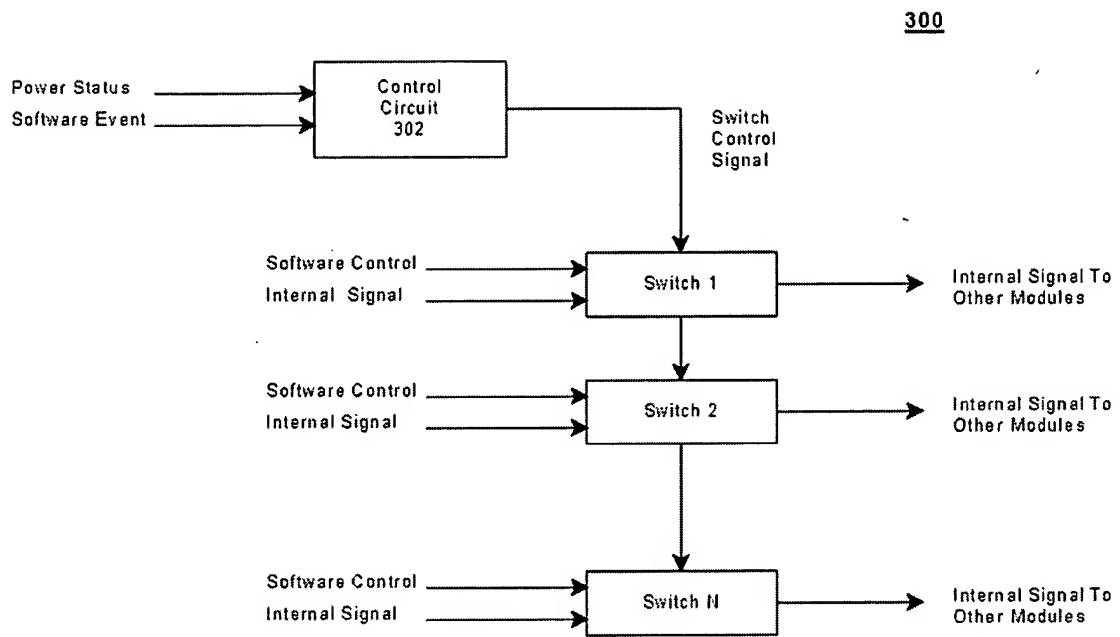 300
Power Status
Software Event
Control
Circuit
302
Switch
Control
Signal
Software Control
Internal Signal
Switch 1
Internal Signal To
Other Modules
Software Control
Internal Signal
Switch 2
Internal Signal To
Other Modules
Software Control
Internal Signal
Switch N
Internal Signal To
Other Modules